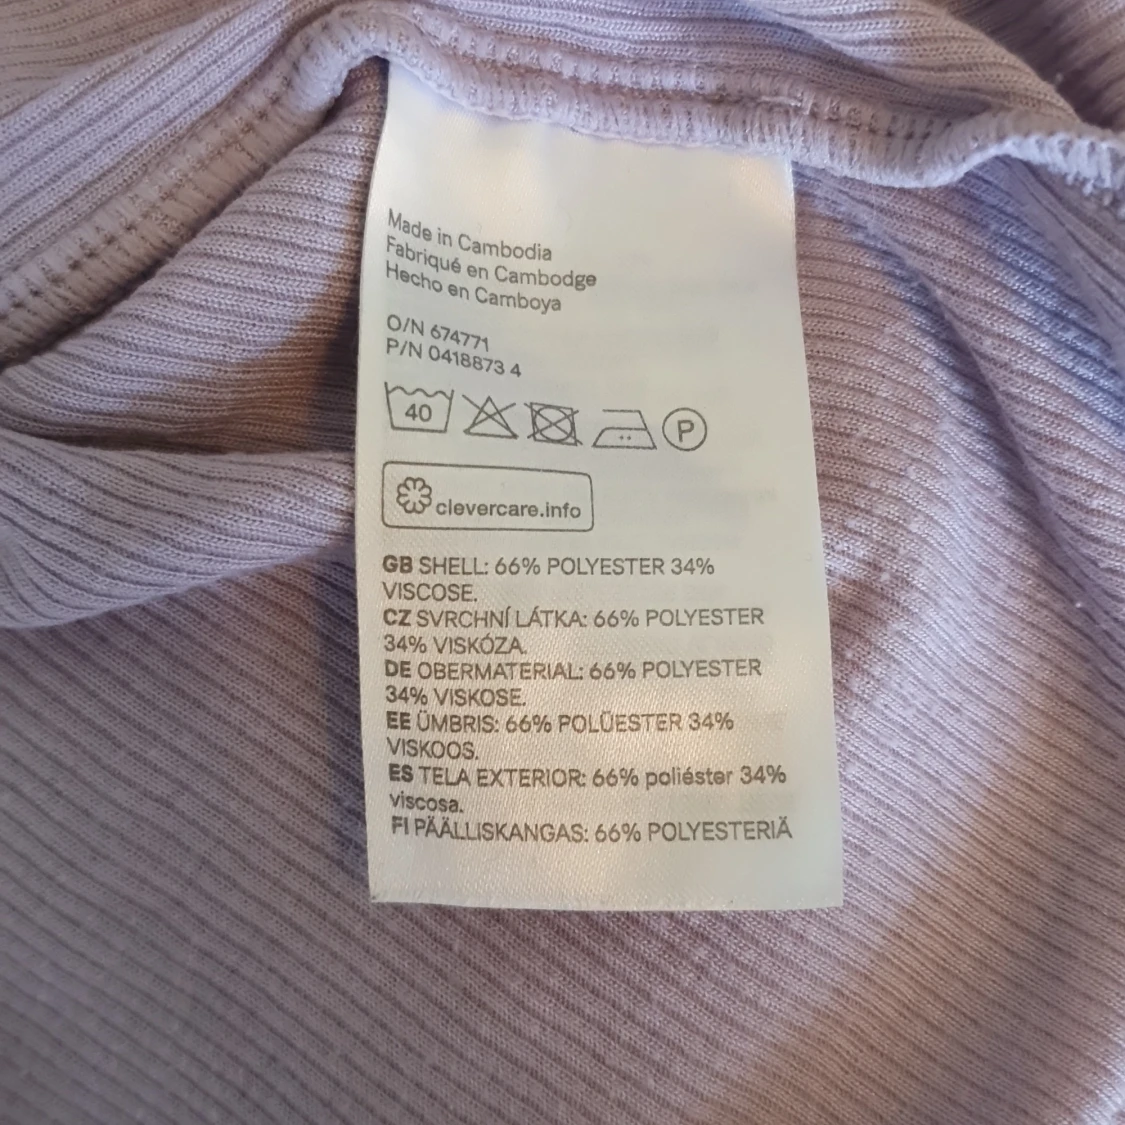 Made in Cambodia
Fabriqué en Cambodge
Hecho en Camboya
O/N 674771
P/N 0418873 4
40 P
clevercare.info
GB SHELL: 66% POLYESTER 34%
VISCOSE.
CZ SVRCHNÍ LÁTKA: 66% POLYESTER
34% VISKÓZA.
DE OBERMATERIAL: 66% POLYESTER
34% VISKOSE.
EE ÜMBRIS: 66% POLÜESTER 34%
VISKOOS.
ES TELA EXTERIOR: 66% poliéster 34%
viscosa.
FI PÄÄLLISKANGAS: 66% POLYESTERIÄ